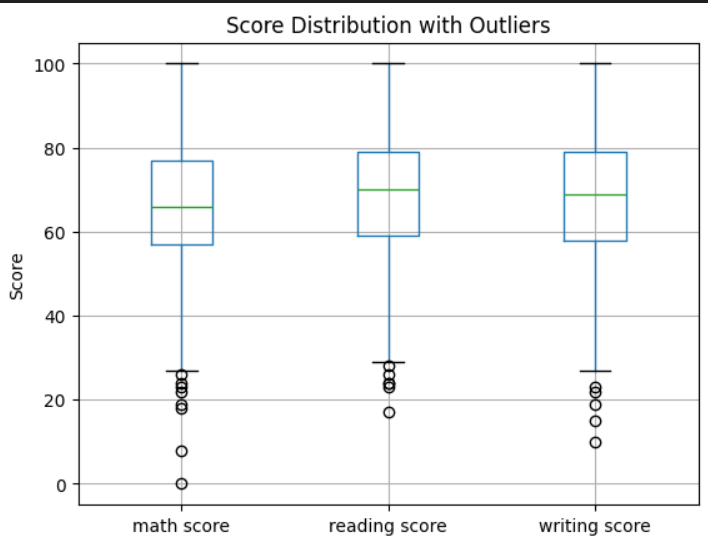 Score Distribution with Outliers
Score
100
80
60
40
20
0
math score
reading score
writing score